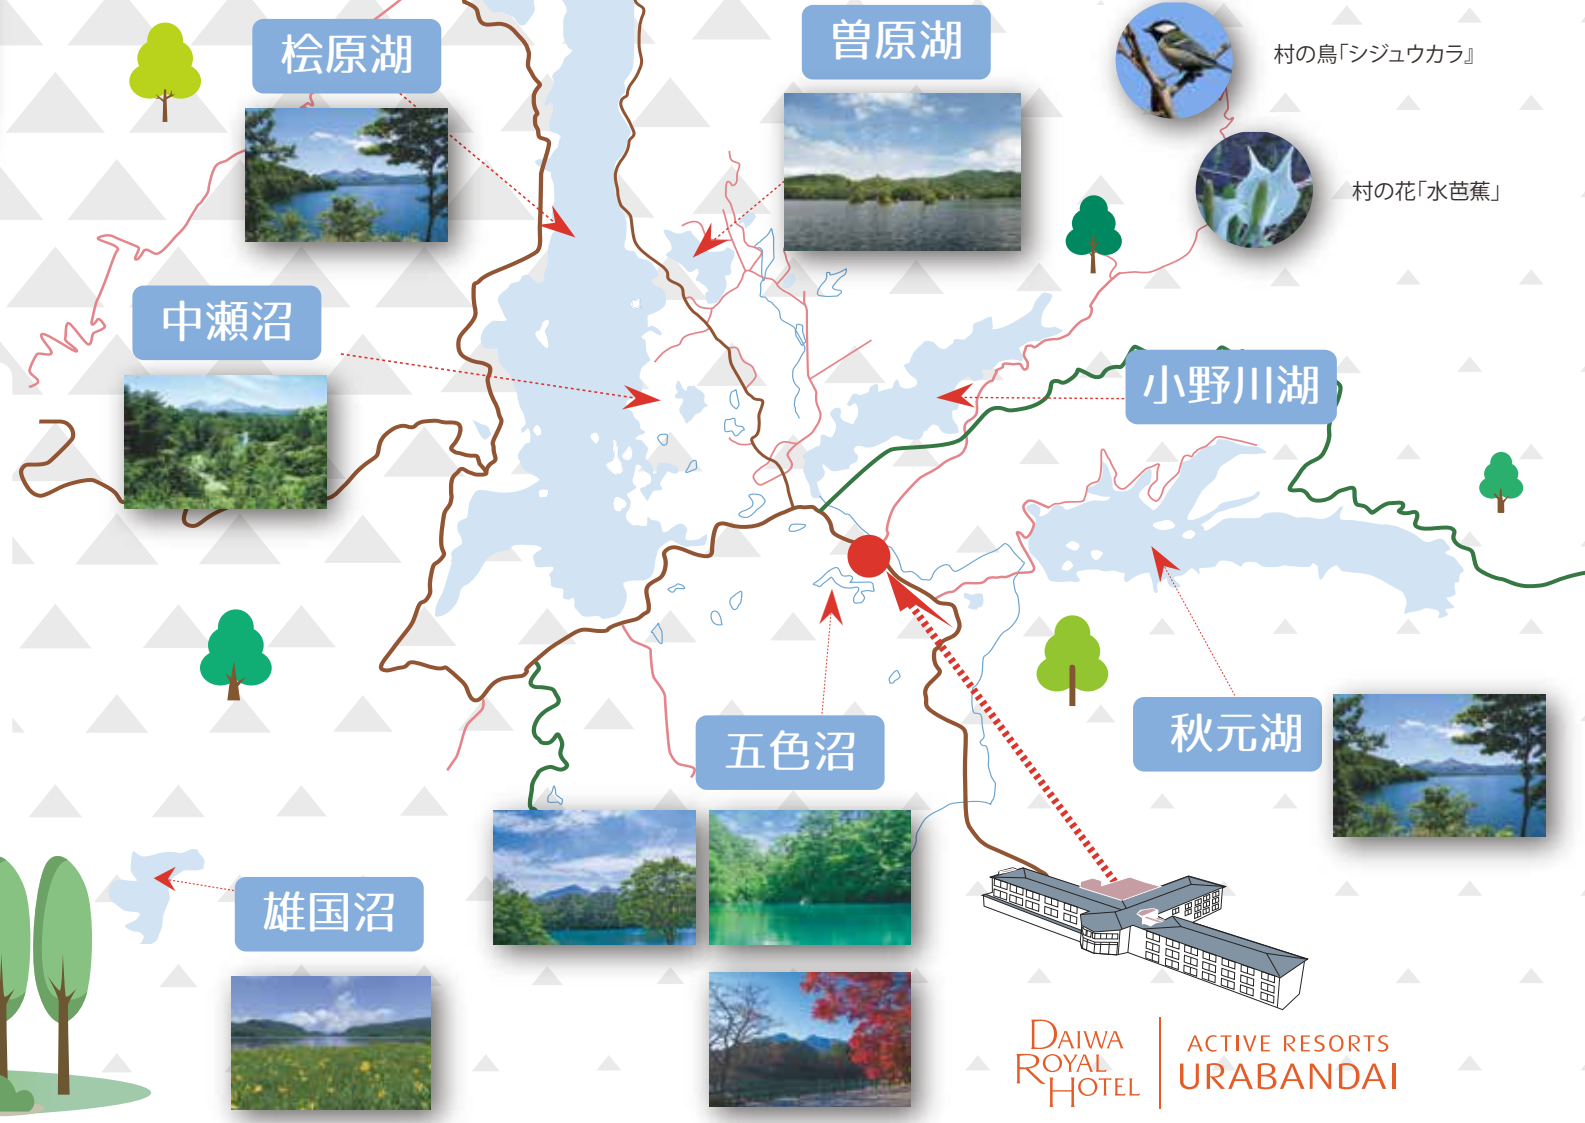 桧原湖
曽原湖
村の鳥「シジュウカラ』
村の花「水芭蕉」
中瀬沼
小野川湖
秋元湖
五色沼
雄国沼
DAIWA
ROYAL
HOTEL
ACTIVE RESORTS
URABANDAI